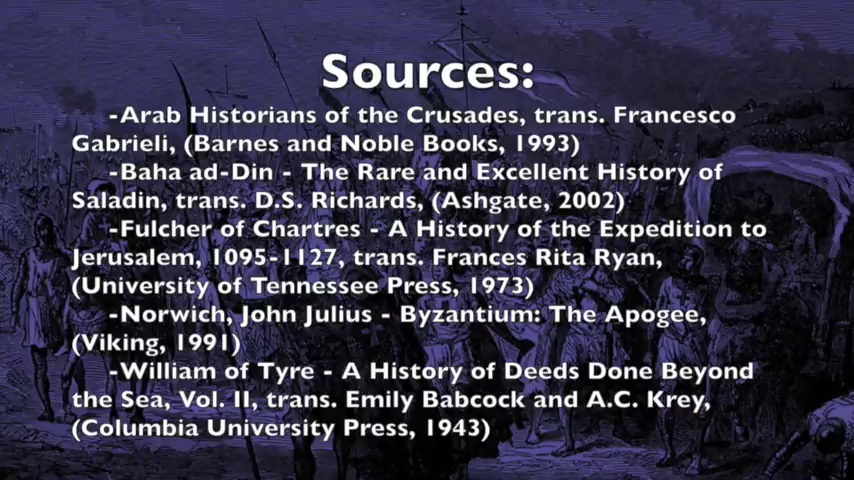 Sources:
-Arab Historians of the Crusades, trans. Francesco
Gabrieli, (Barnes and Noble Books, 1993)
-Baha ad-Din - The Rare and Excellent History of
Saladin, trans. D.S. Richards, (Ashgate, 2002)
-Fulcher of Chartres - A History of the Expedition to
Jerusalem, 1095-1127, trans. Frances Rita Ryan,
(University of Tennessee Press, 1973)
-Norwich, John Julius - Byzantium: The Apogee,
(Viking, 1991)
-William of Tyre - A History of Deeds Done Beyond
the Sea, Vol. II, trans. Emily Babcock and A.C. Krey,
(Columbia University Press, 1943)